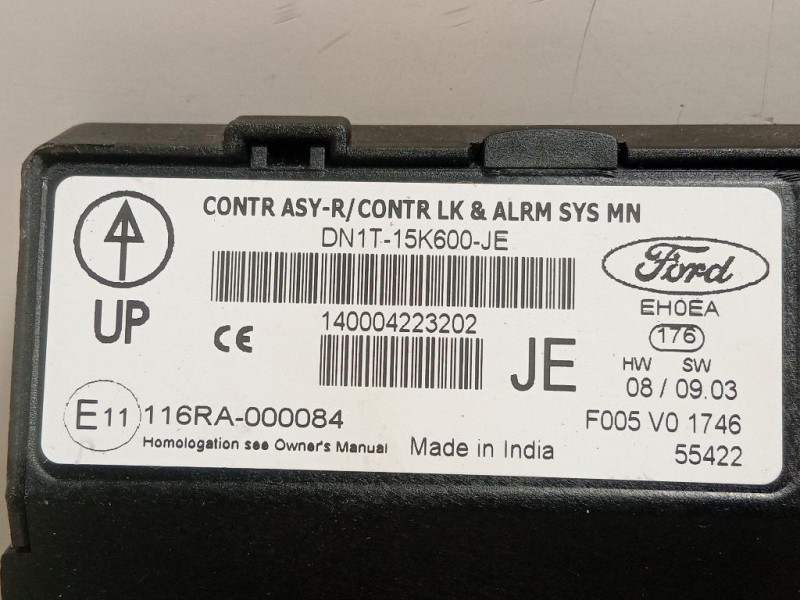 CONTR ASY-R/CONTR LK & ALRM SYS MN
DN1T-15K600-JE
UP
CE
140004223202
JE
Ford
EH0EA
176
HW SW
08 / 09.03
E11 116RA-000084
Homologation see Owner's Manual
Made in India
F005 V0 1746
55422